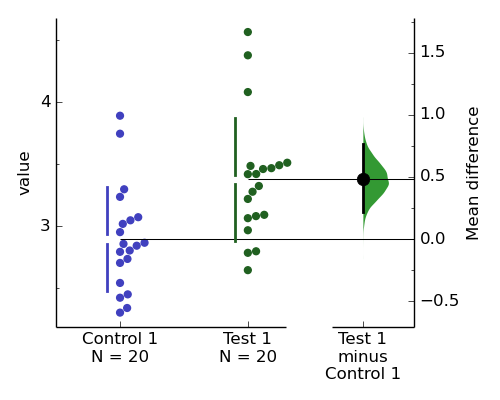 value
4
3
1.5
1.0
0.5
0.0
−0.5
Mean difference
Control 1
N = 20
Test 1
N = 20
Test 1
minus
Control 1